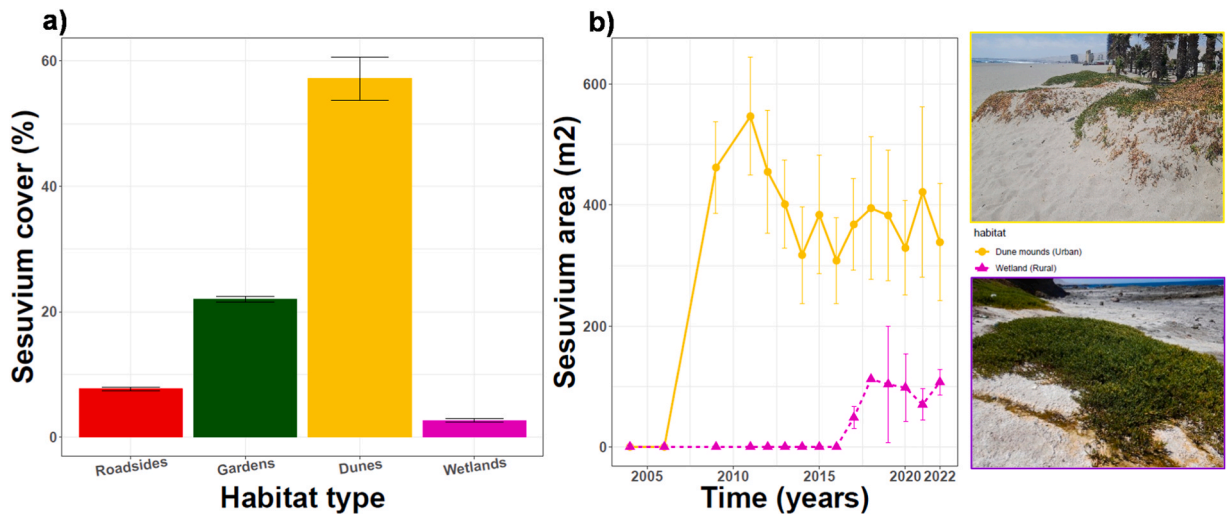 a)
Sesuvium cover (%)
60
40
20
0
Roadsides Gardens Dunes Wetlands
Habitat type
b)
Sesuvium area (m2)
600
400
200
0
2005 2010 2015 2020 2022
Time (years)
habitat
Dune mounds (Urban)
Wetland (Rural)